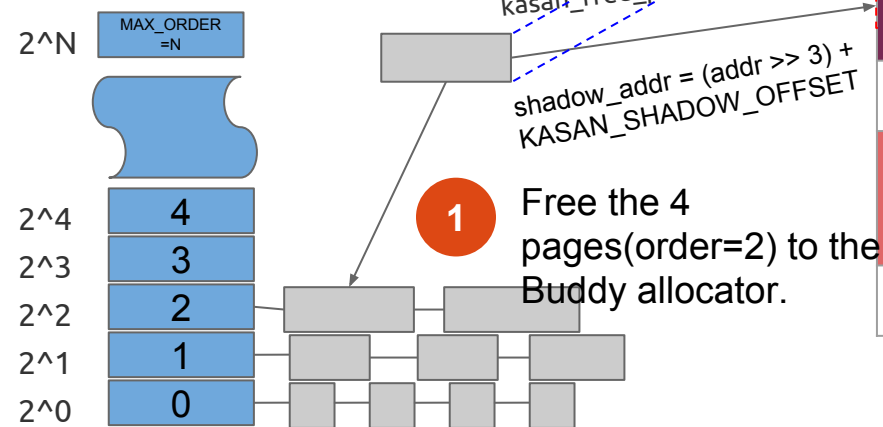 kasan_free_
2^N
MAX_ORDER
=N
shadow_addr = (addr >> 3) +
KASAN_SHADOW_OFFSET
1
Free the 4
pages(order=2) to the
Buddy allocator.
2^4
4
2^3
3
2^2
2
2^1
1
2^0
0